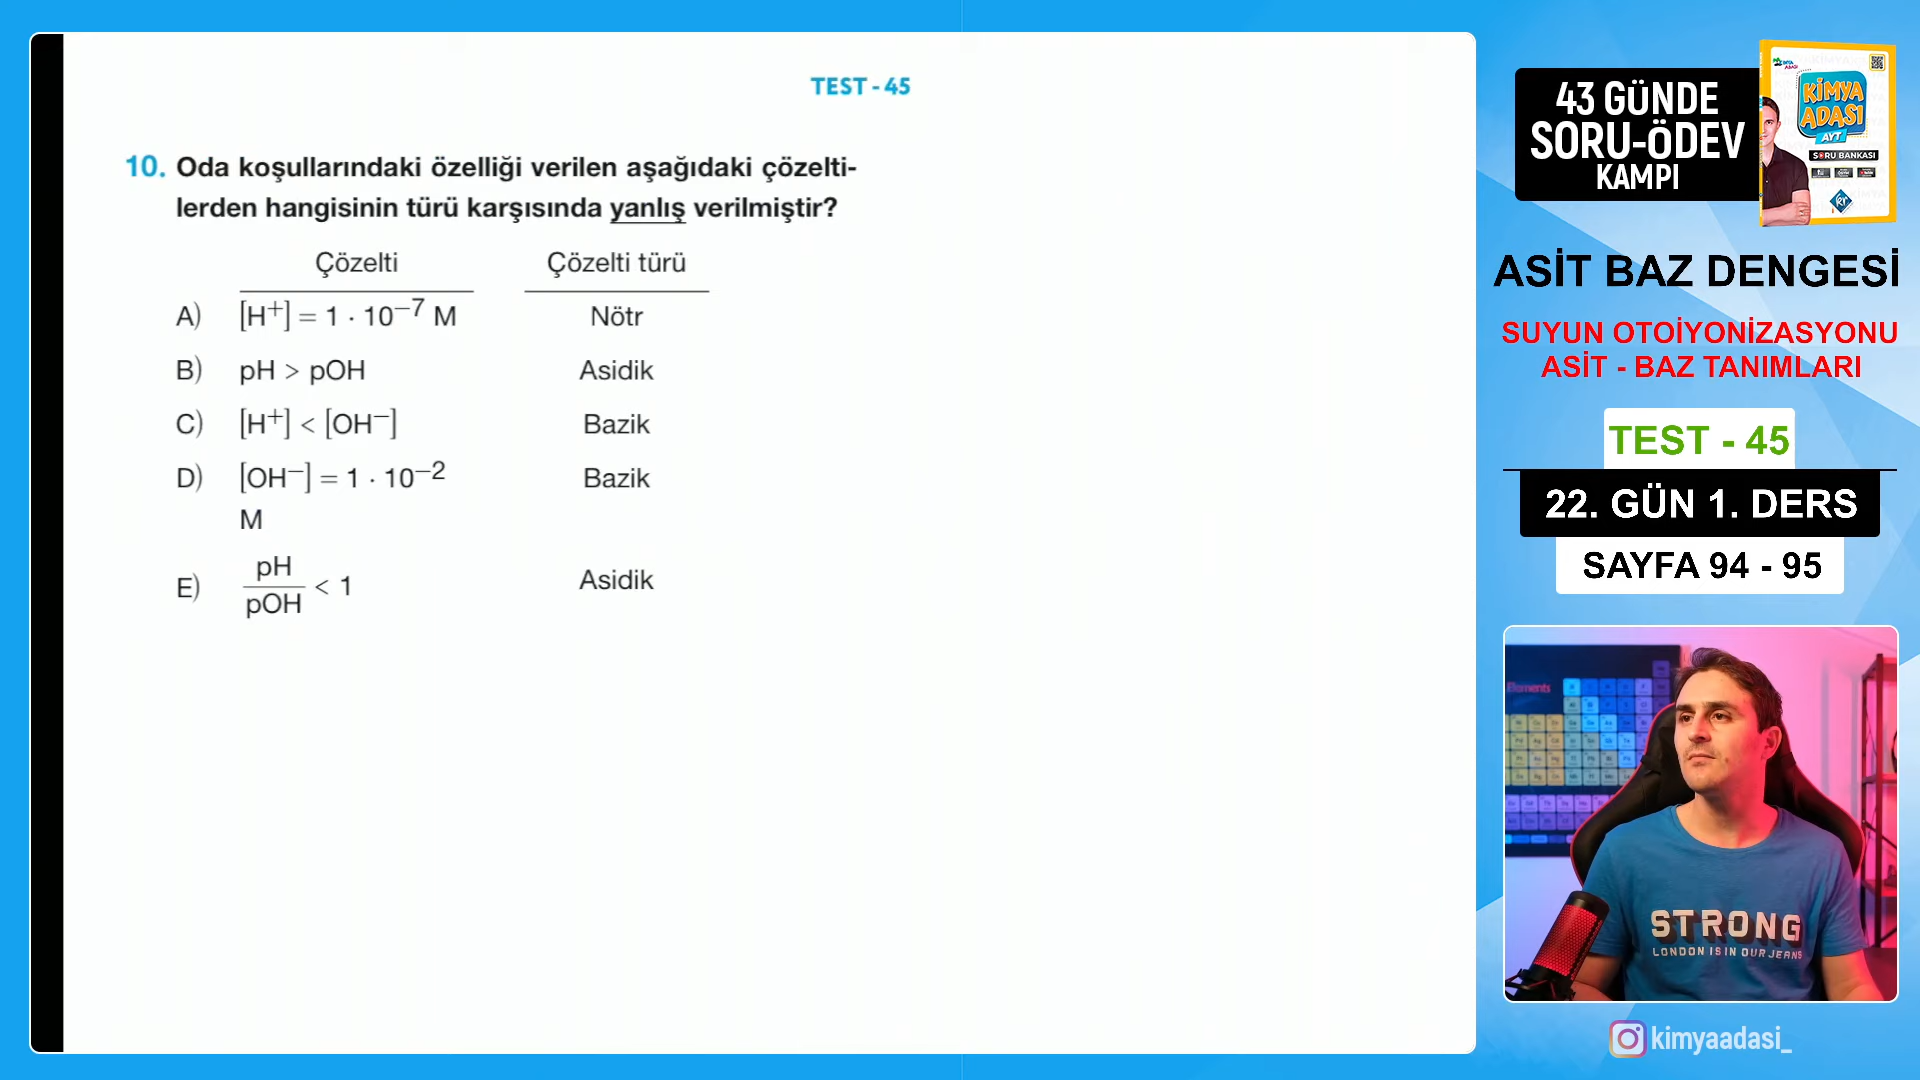 TEST - 45
10. Oda koşullarındaki özelliği verilen aşağıdaki çözelti-
lerden hangisinin türü karşısında yanlış verilmiştir?
Çözelti Çözelti türü
A) [H⁺] = 1 · 10⁻⁷ M Nötr
B) pH > pOH Asidik
C) [H⁺] < [OH⁻] Bazik
D) [OH⁻] = 1 · 10⁻² Bazik
M
E) pH/pOH < 1 Asidik
43 GÜNDE
SORU-ÖDEV
KAMPI
KİMYA
ADASI
AYT
SORU BANKASI
ASİT BAZ DENGESİ
SUYUN OTOİYONİZASYONU
ASİT - BAZ TANIMLARI
TEST - 45
22. GÜN 1. DERS
SAYFA 94 - 95
Elements
STRONG
LONDON IS IN OUR JEANS
kimyaadasi_